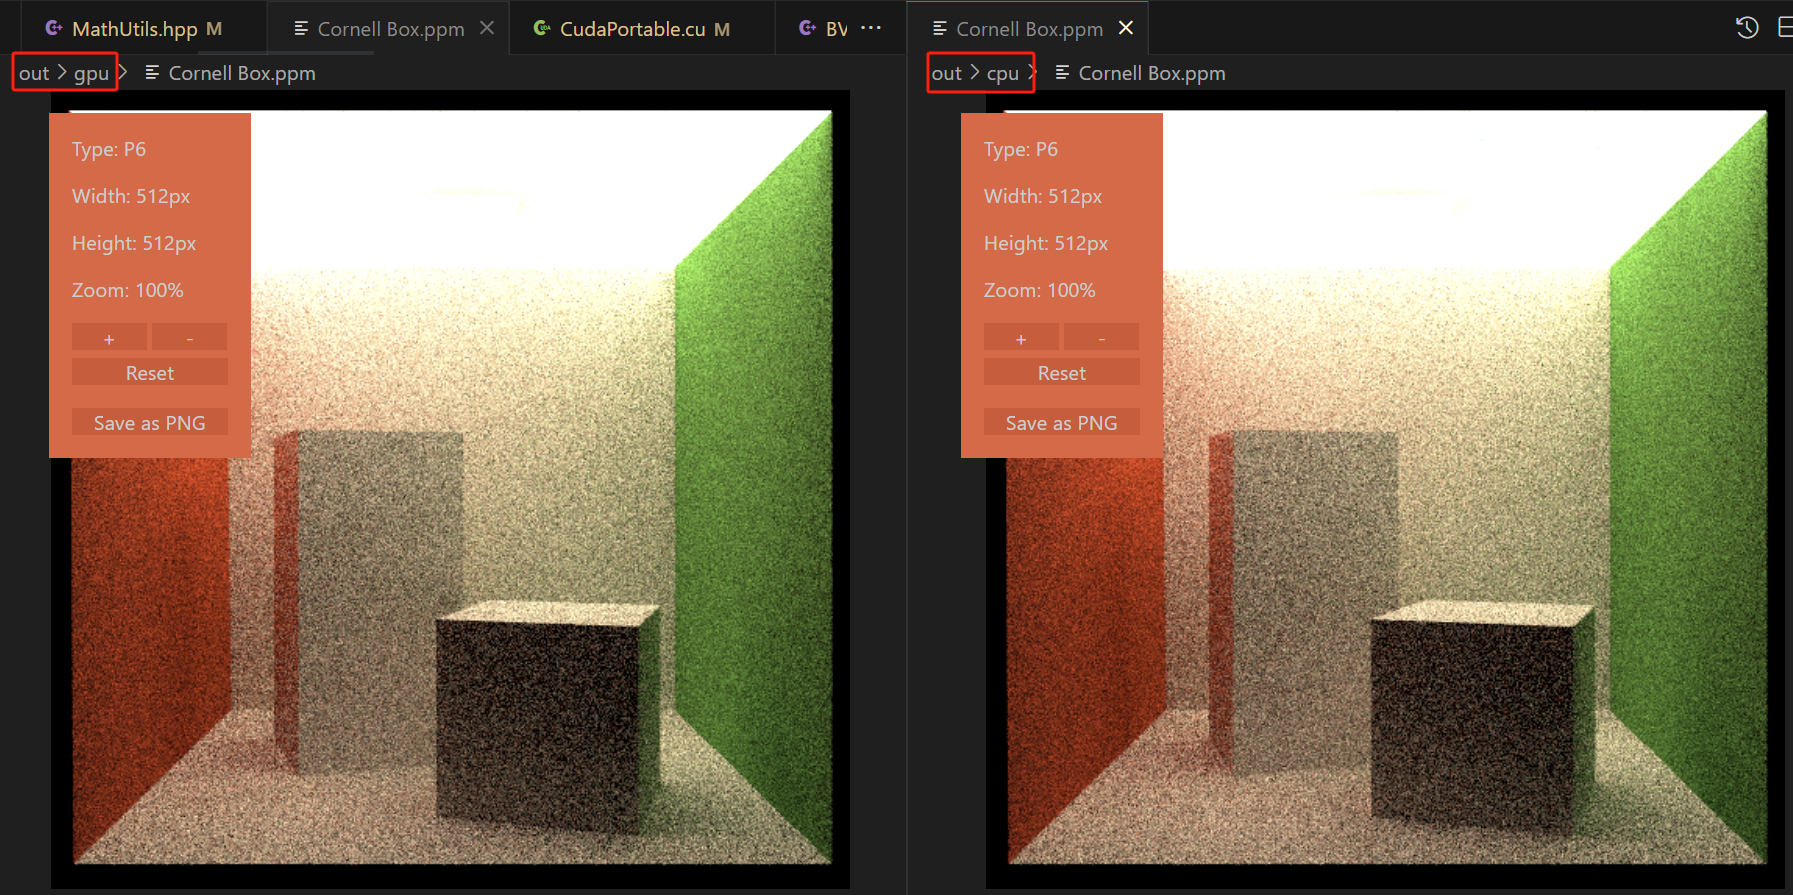 MathUtils.hpp M
Cornell Box.ppm
CudaPortable.cu M
BV
Cornell Box.ppm
out > gpu > Cornell Box.ppm
Type: P6
Width: 512px
Height: 512px
Zoom: 100%
+ -
Reset
Save as PNG
out > cpu > Cornell Box.ppm
Type: P6
Width: 512px
Height: 512px
Zoom: 100%
+ -
Reset
Save as PNG